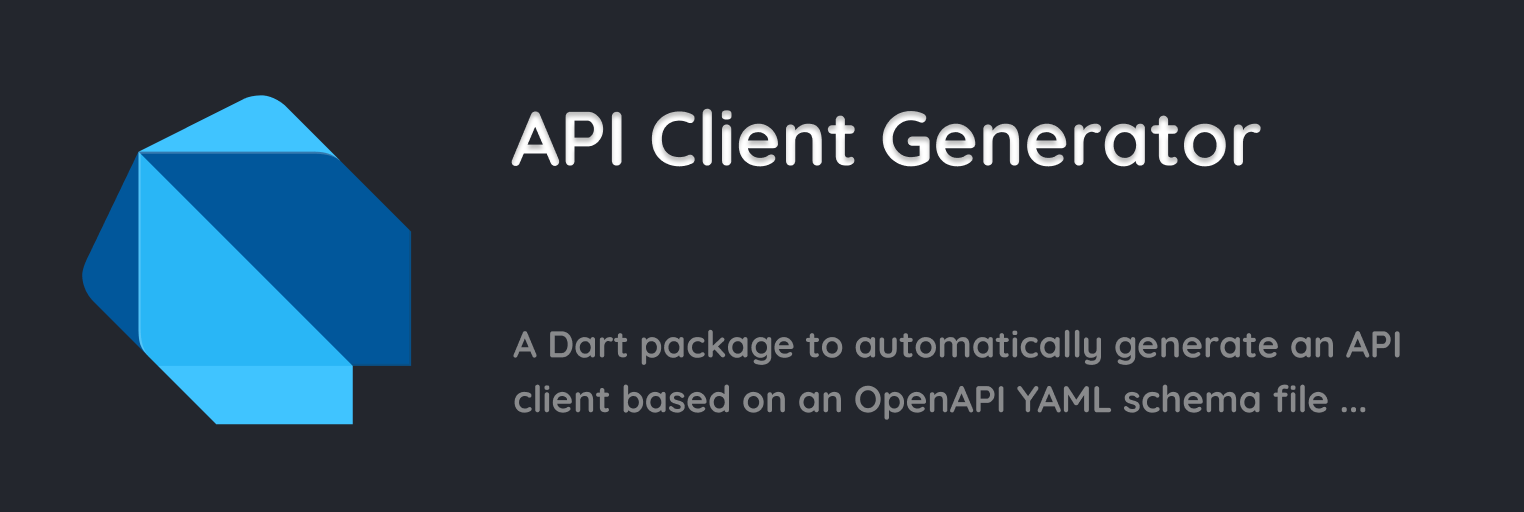 API Client Generator
A Dart package to automatically generate an API
client based on an OpenAPI YAML schema file ...